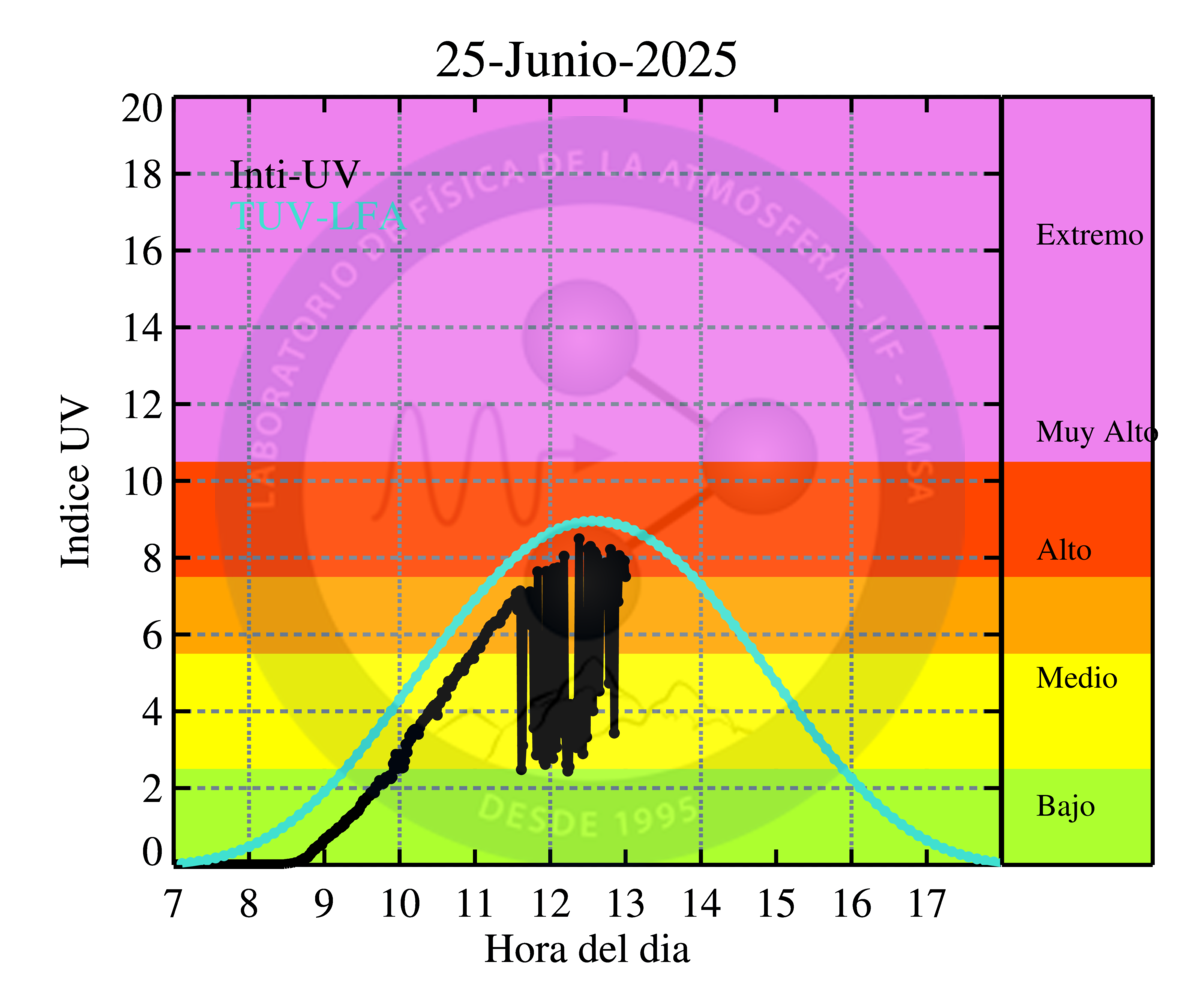 25-Junio-2025
Inti-UV
TUV-LFA
LABORATORIO DE FÍSICA DE LA ATMÓSFERA - IIF - UMSA
DESDE 1995
20
18
16
14
12
10
8
6
4
2
0
Indice UV
7 8 9 10 11 12 13 14 15 16 17
Hora del dia
Extremo
Muy Alto
Alto
Medio
Bajo